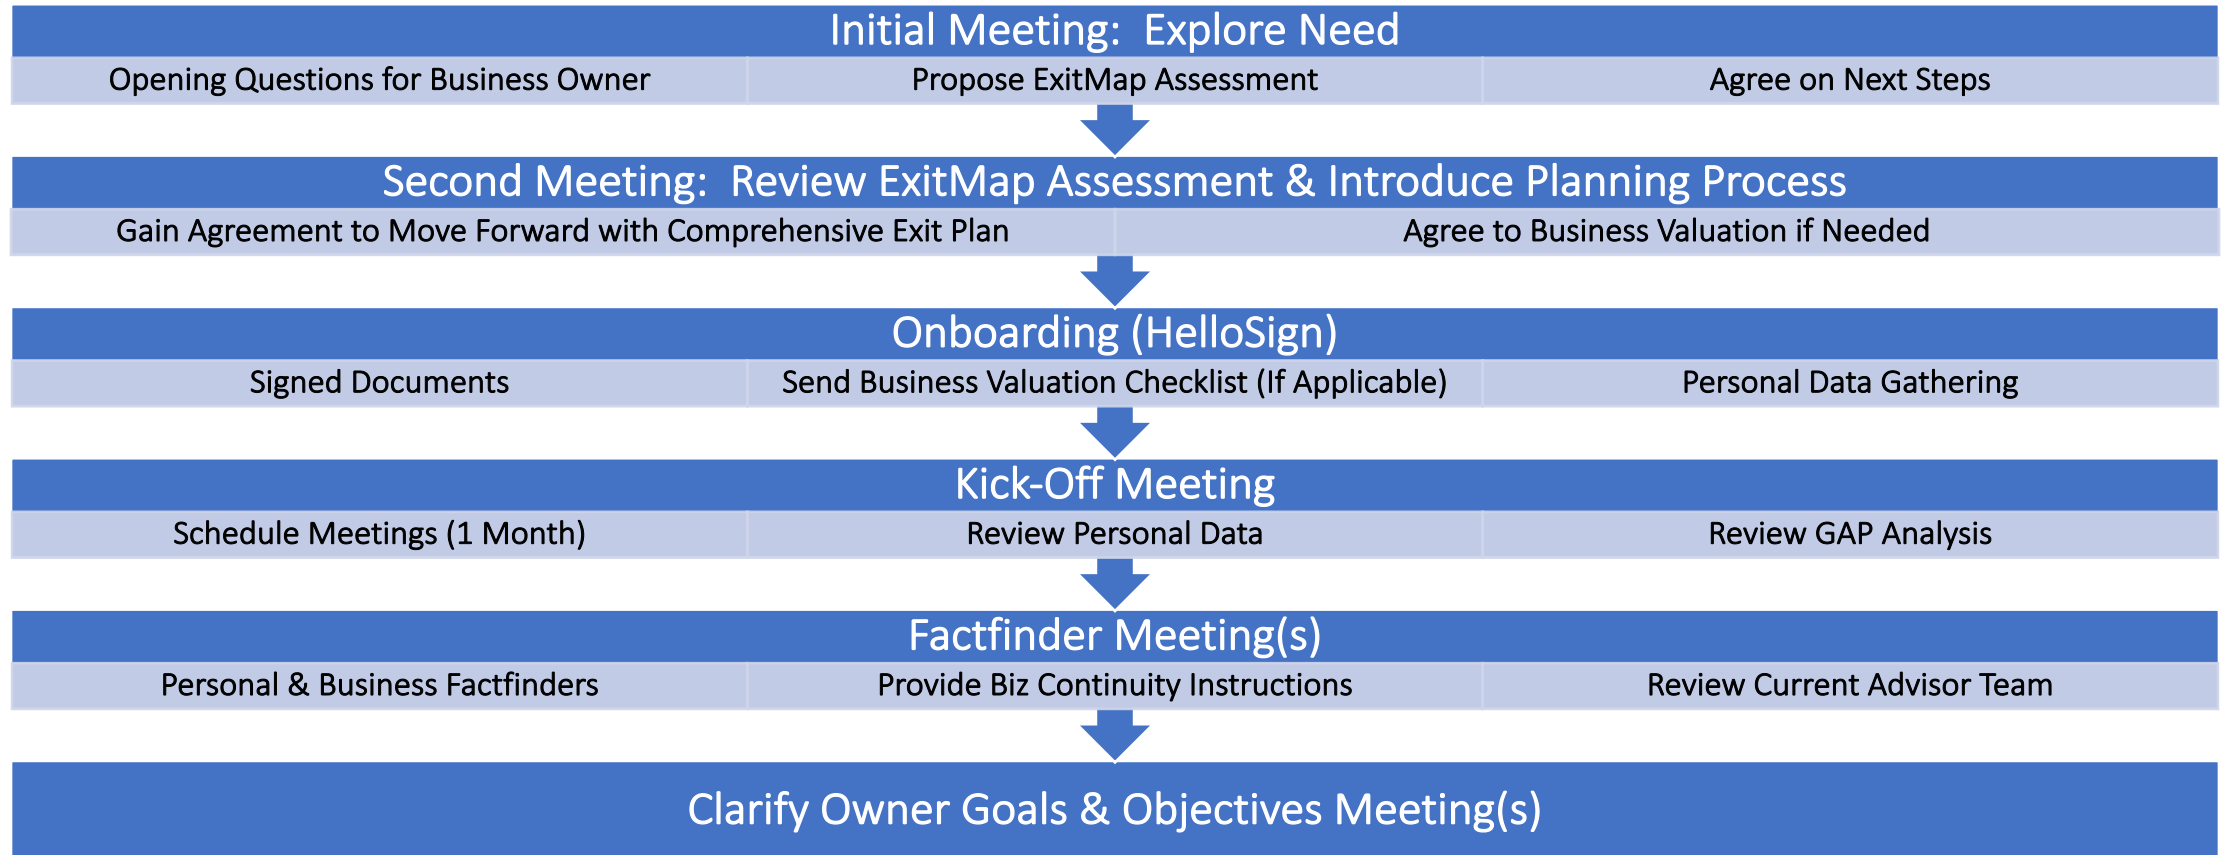 Initial Meeting:  Explore Need
Opening Questions for Business Owner
Propose ExitMap Assessment
Agree on Next Steps
Second Meeting:  Review ExitMap Assessment & Introduce Planning Process
Gain Agreement to Move Forward with Comprehensive Exit Plan
Agree to Business Valuation if Needed
Onboarding (HelloSign)
Signed Documents
Send Business Valuation Checklist (If Applicable)
Personal Data Gathering
Kick-Off Meeting
Schedule Meetings (1 Month)
Review Personal Data
Review GAP Analysis
Factfinder Meeting(s)
Personal & Business Factfinders
Provide Biz Continuity Instructions
Review Current Advisor Team
Clarify Owner Goals & Objectives Meeting(s)